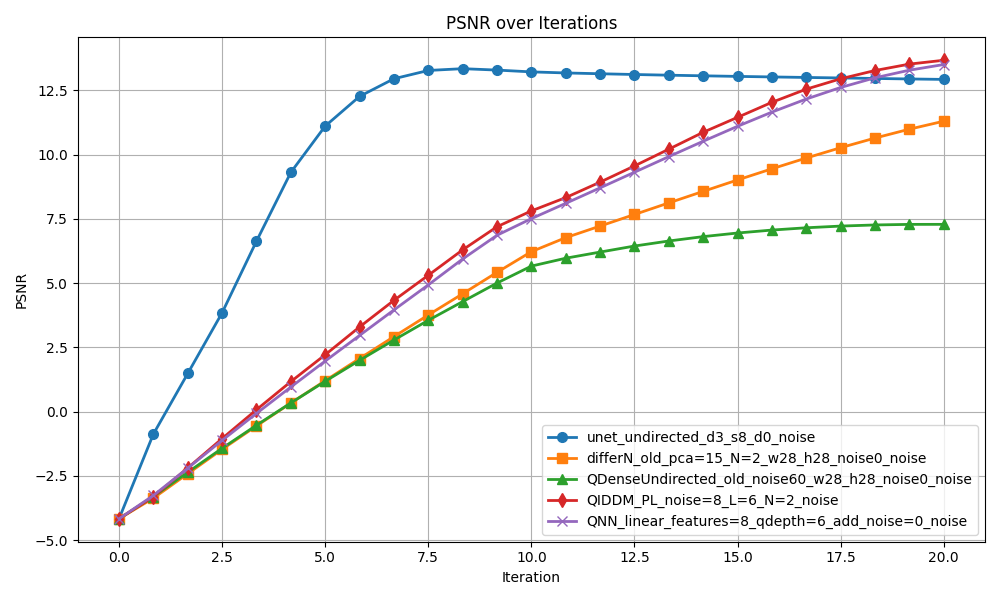 PSNR over Iterations
PSNR
12.5
10.0
7.5
5.0
2.5
0.0
−2.5
−5.0
0.0 2.5 5.0 7.5 10.0 12.5 15.0 17.5 20.0
Iteration
unet_undirected_d3_s8_d0_noise
differN_old_pca=15_N=2_w28_h28_noise0_noise
QDenseUndirected_old_noise60_w28_h28_noise0_noise
QIDDM_PL_noise=8_L=6_N=2_noise
QNN_linear_features=8_qdepth=6_add_noise=0_noise